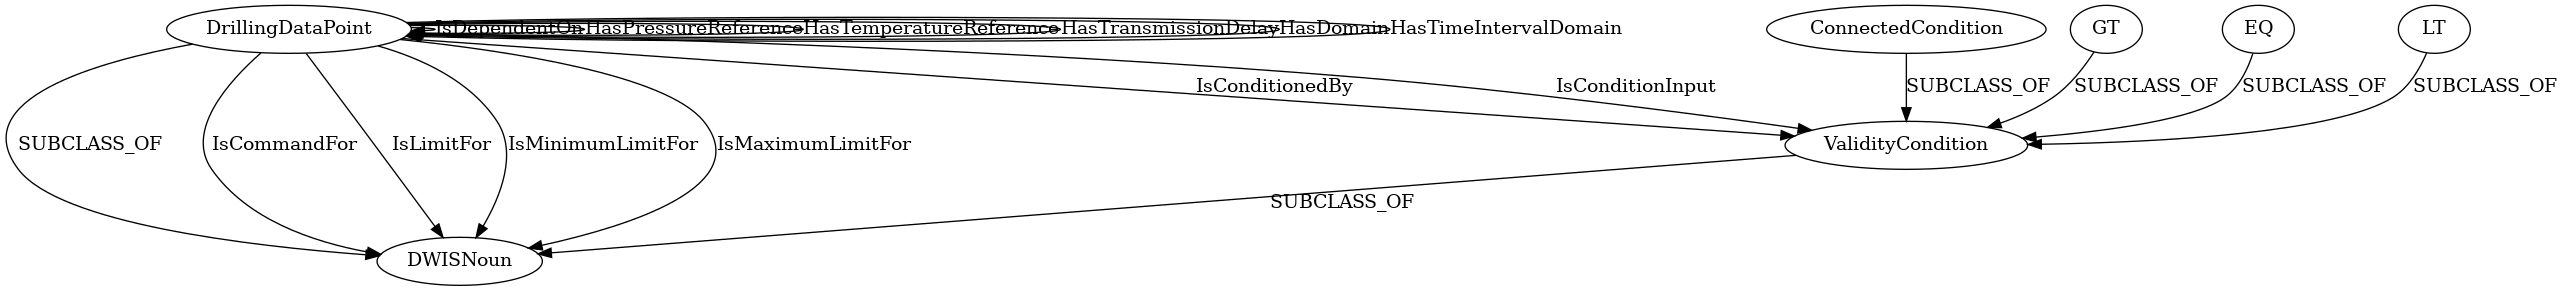 DrillingDataPoint
IsDependentOn
HasPressureReference
HasTemperatureReference
HasTransmissionDelay
HasDomain
HasTimeIntervalDomain
ConnectedCondition
GT
EQ
LT
IsConditionedBy
IsConditionInput
SUBCLASS_OF
SUBCLASS_OF
SUBCLASS_OF
SUBCLASS_OF
SUBCLASS_OF
IsCommandFor
IsLimitFor
IsMinimumLimitFor
IsMaximumLimitFor
ValidityCondition
SUBCLASS_OF
DWISNoun